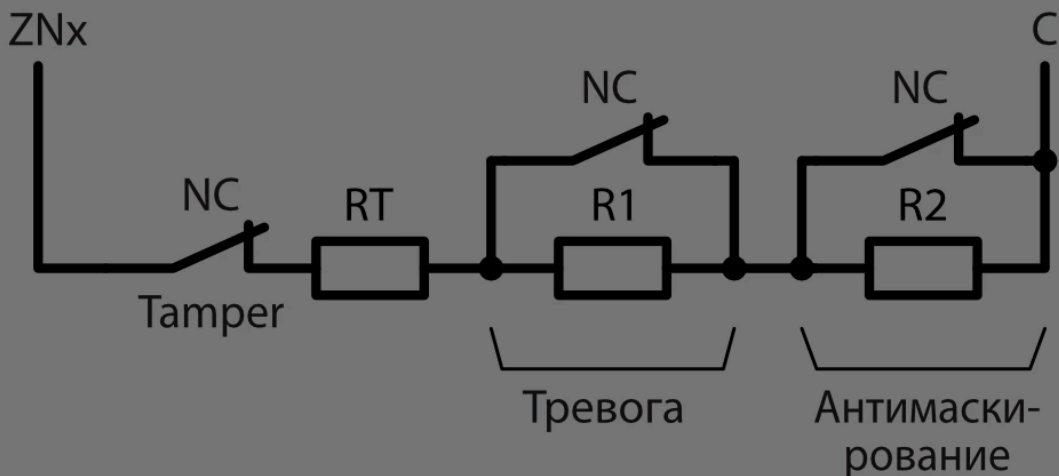 ZNx
C
NC
NC
NC
RT
R1
R2
Tamper
Тревога
Антимаски-
рование